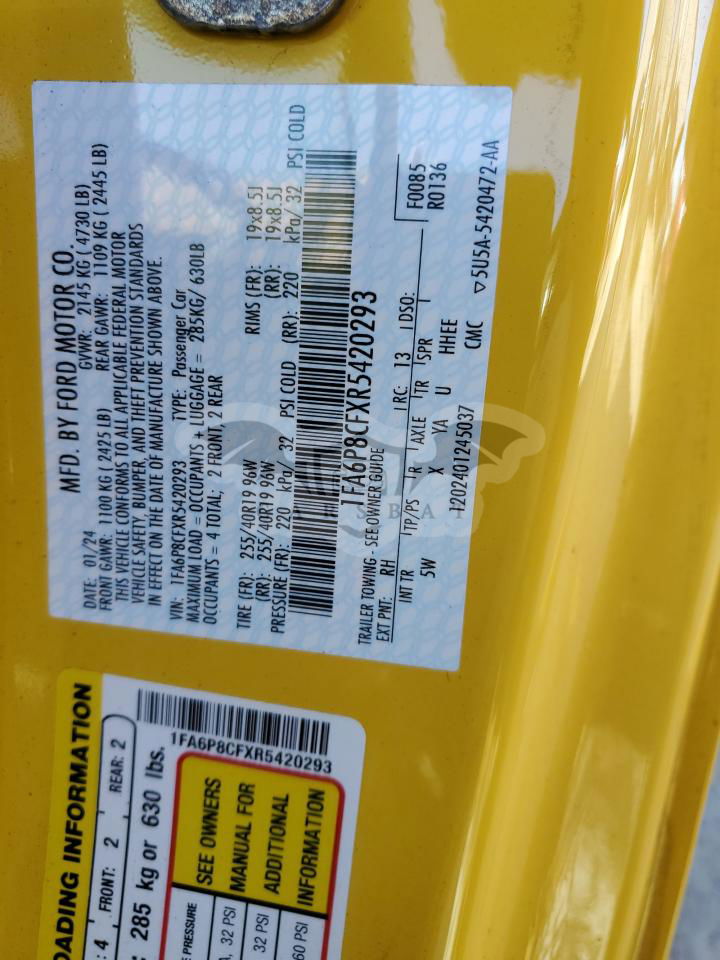 MFD. BY FORD MOTOR CO.
DATE: 01/24 GVWR: 2145 KG ( 4730 LB)
FRONT GAWR: 1100 KG ( 2425 LB) REAR GAWR: 1109 KG ( 2445 LB)
THIS VEHICLE CONFORMS TO ALL APPLICABLE FEDERAL MOTOR
VEHICLE SAFETY, BUMPER, AND THEFT PREVENTION STANDARDS
IN EFFECT ON THE DATE OF MANUFACTURE SHOWN ABOVE.
VIN: 1FA6P8CFXR5420293 TYPE: Passenger Car
MAXIMUM LOAD = OCCUPANTS + LUGGAGE = 285KG/ 630LB
OCCUPANTS = 4 TOTAL; 2 FRONT, 2 REAR
TIRE (FR): 255/40R19 96W RIMS (FR): 19x8.5J
(RR): 255/40R19 96W (RR): 19x8.5J
PRESSURE (FR): 220 kPa/ 32 PSI COLD (RR): 220 kPa/ 32 PSI COLD
1FA6P8CFXR5420293
TRAILER TOWING - SEE OWNER GUIDE
EXT PNT: RH RC: 13 DSO: F0085
R0136
INT TR TP/PS R AXLE TR SPR
5W X YA U HHEE
1202401245037 CMC ▽5U5A-5420472-AA
OADING INFORMATION
: 4 FRONT: 2 REAR: 2
: 285 kg or 630 lbs.
1FA6P8CFXR5420293
E PRESSURE
, 32 PSI
32 PSI
60 PSI
SEE OWNERS
MANUAL FOR
ADDITIONAL
INFORMATION